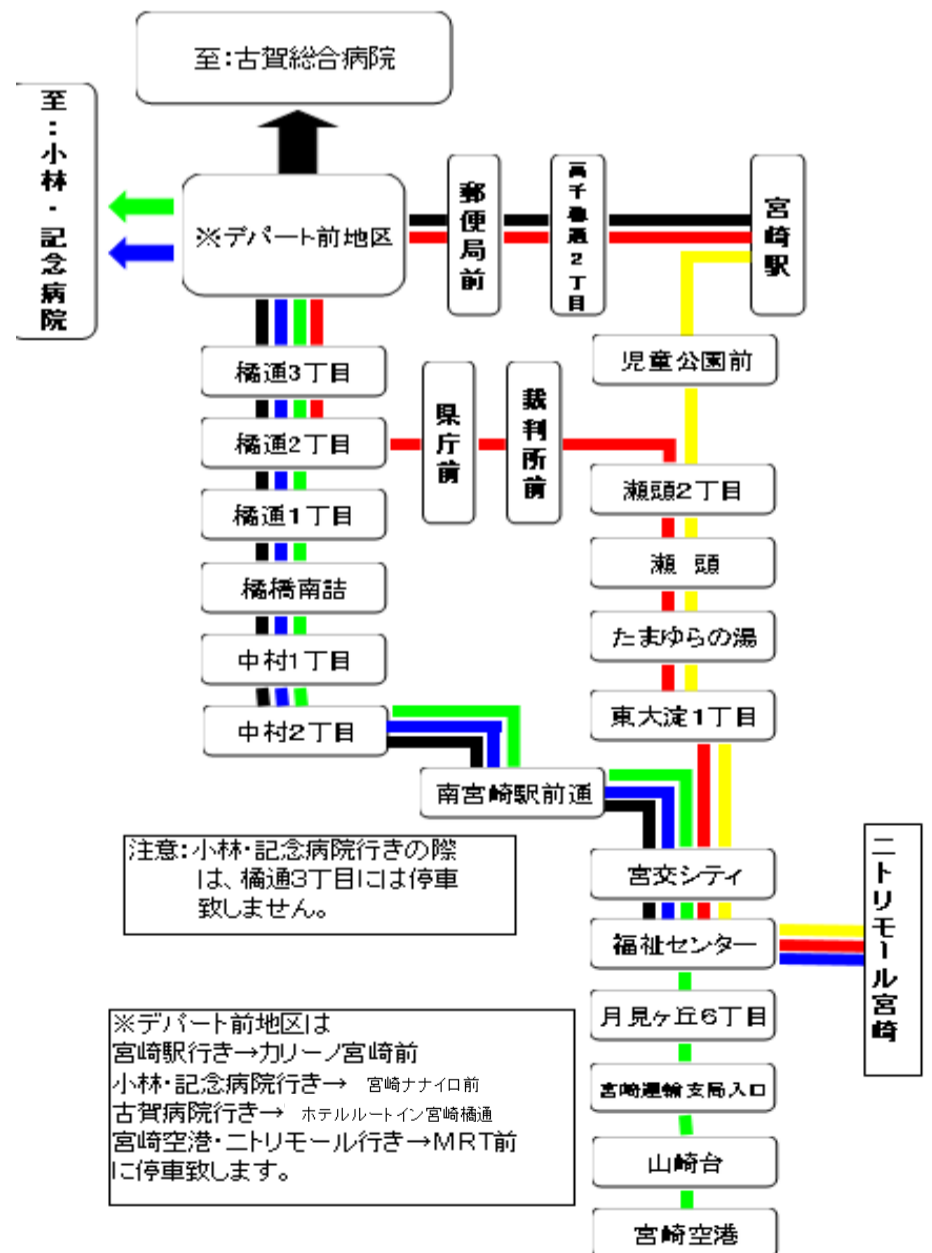 至:古賀総合病院
至:小林・記念病院
※デパート前地区
郵便局前
高千穂通2丁目
宮崎駅
児童公園前
橘通3丁目
橘通2丁目
県庁前
裁判所前
瀬頭2丁目
橘通1丁目
瀬 頭
橘橋南詰
たまゆらの湯
中村1丁目
東大淀1丁目
中村2丁目
南宮崎駅前通
宮交シティ
福祉センター
ニトリモール宮崎
月見ヶ丘6丁目
宮崎運輸支局入口
山崎台
宮崎空港
注意:小林・記念病院行きの際
は、橘通3丁目には停車
致しません。
※デパート前地区は
宮崎駅行き→カリーノ宮崎前
小林・記念病院行き→ 宮崎ナナイロ前
古賀病院行き→ ホテルルートイン宮崎橘通
宮崎空港・ニトリモール行き→MRT前
に停車致します。